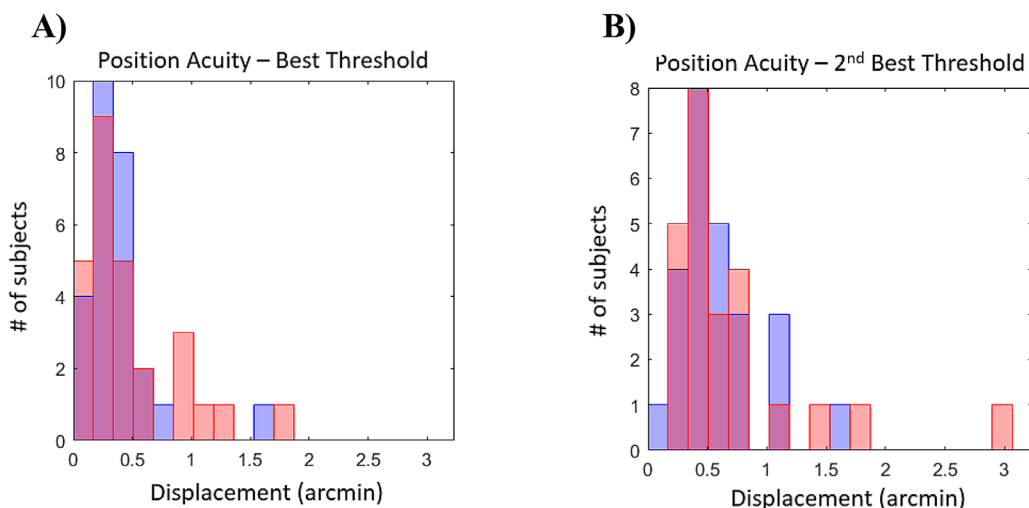 A)
Position Acuity – Best Threshold
10
8
6
4
2
0
# of subjects
0 0.5 1 1.5 2 2.5 3
Displacement (arcmin)
B)
Position Acuity – 2nd Best Threshold
8
7
6
5
4
3
2
1
0
# of subjects
0 0.5 1 1.5 2 2.5 3
Displacement (arcmin)